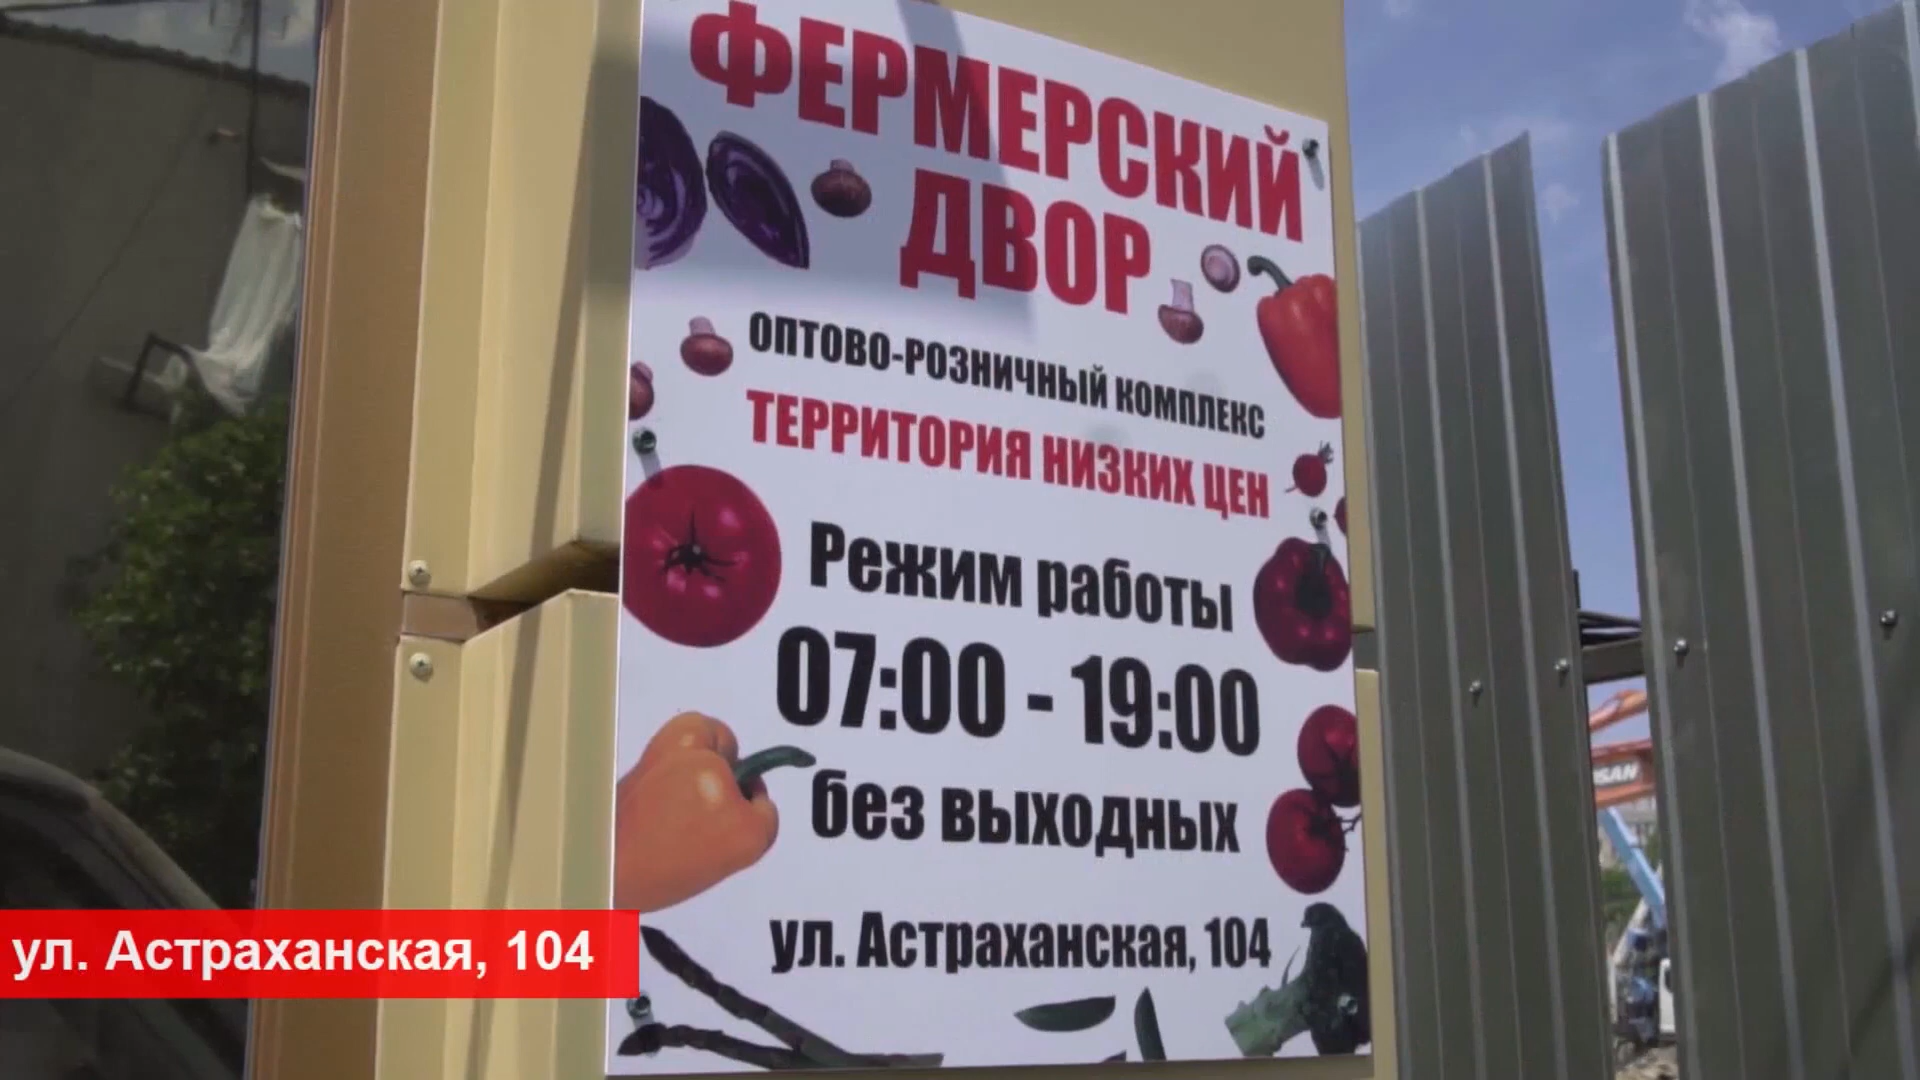 ФЕРМЕРСКИЙ
ДВОР
ОПТОВО-РОЗНИЧНЫЙ КОМПЛЕКС
ТЕРРИТОРИЯ НИЗКИХ ЦЕН
Режим работы
07:00 - 19:00
без выходных
ул. Астраханская, 104
ул. Астраханская, 104